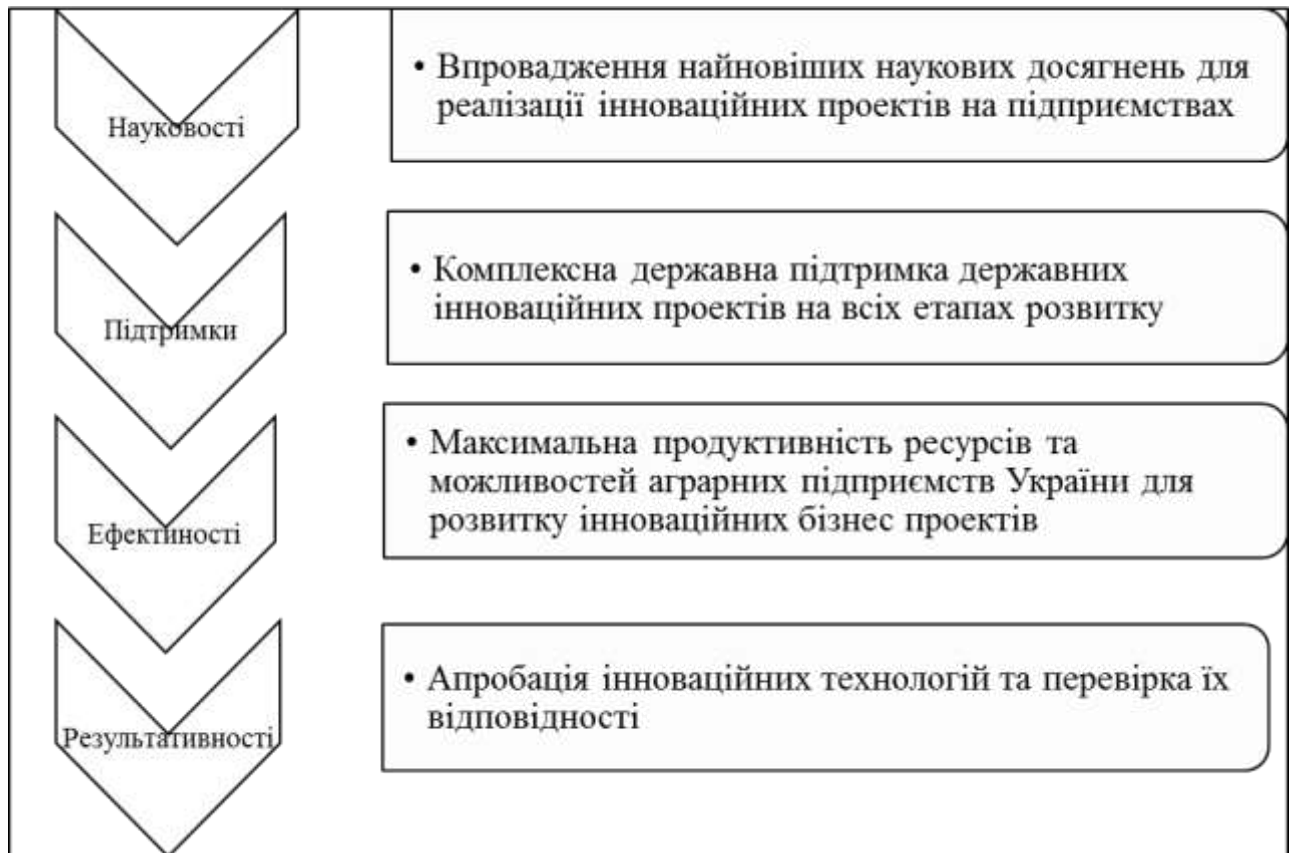 Науковості
• Впровадження найновіших наукових досягнень для
реалізації інноваційних проектів на підприємствах
Підтримки
• Комплексна державна підтримка державних
інноваційних проектів на всіх етапах розвитку
Ефектиності
• Максимальна продуктивність ресурсів та
можливостей аграрних підприємств України для
розвитку інноваційних бізнес проектів
Результативності
• Апробація інноваційних технологій та перевірка їх
відповідності